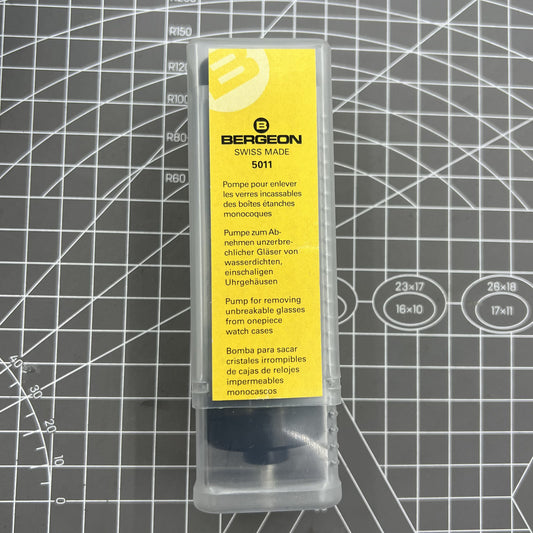 B
B
BERGEON
SWISS MADE
5011
Pompe pour enlever
les verres incassables
des boîtes étanches
monocoques
Pumpe zum Ab-
nehmen unzerbre-
chlicher Gläser von
wasserdichten,
einschaligen
Uhrgehäusen
Pump for removing
unbreakable glasses
from onepiece
watch cases
Bomba para sacar
cristales irrompibles
de cajas de relojes
impermeables
monocascos
R150
R120
R100
R80
R60
23×17
16×10
26×18
17×11
40
30
20
10
0